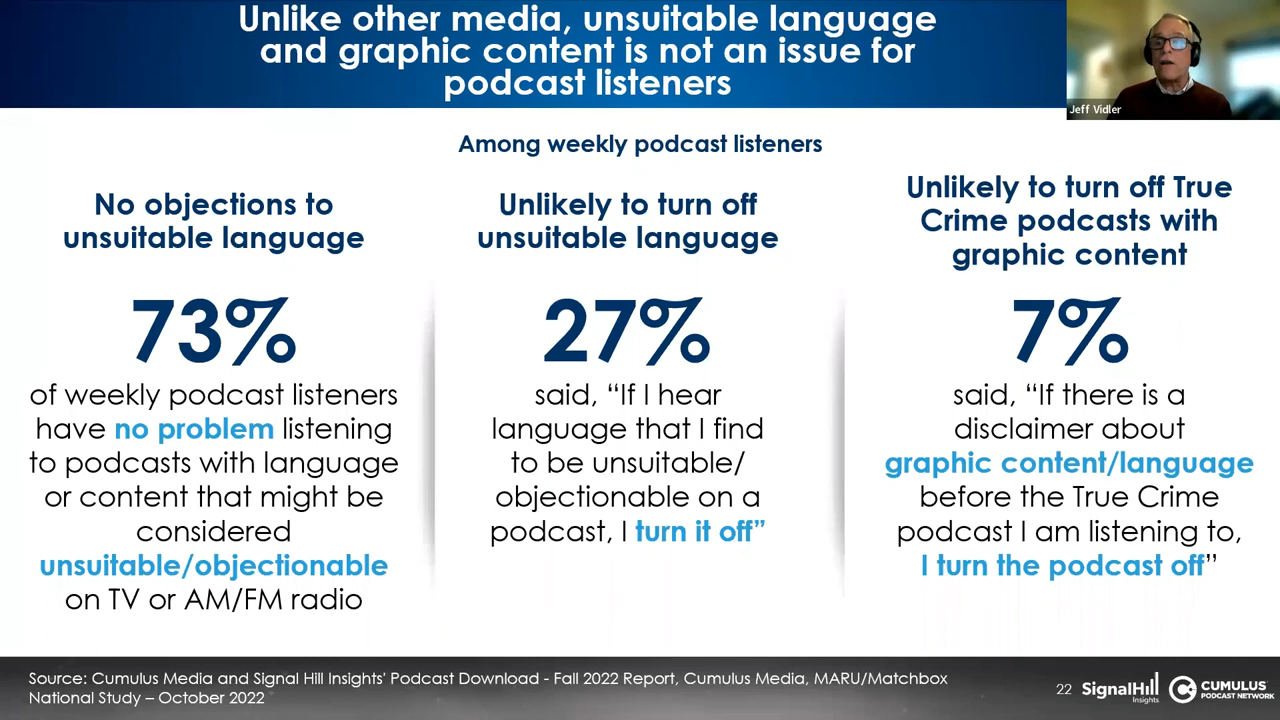 Unlike other media, unsuitable language
and graphic content is not an issue for
podcast listeners
Jeff Vidler
Among weekly podcast listeners
No objections to
unsuitable language
73%
of weekly podcast listeners
have no problem listening
to podcasts with language
or content that might be
considered
unsuitable/objectionable
on TV or AM/FM radio
Unlikely to turn off
unsuitable language
27%
said, “If I hear
language that I find
to be unsuitable/
objectionable on a
podcast, I turn it off”
Unlikely to turn off True
Crime podcasts with
graphic content
7%
said, “If there is a
disclaimer about
graphic content/language
before the True Crime
podcast I am listening to,
I turn the podcast off”
Source: Cumulus Media and Signal Hill Insights' Podcast Download - Fall 2022 Report, Cumulus Media, MARU/Matchbox
National Study – October 2022
22
SignalHill
Insights
CUMULUS
PODCAST NETWORK